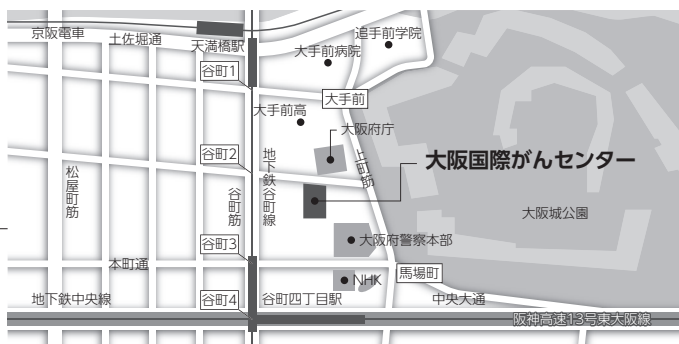 京阪電車
土佐堀通
天満橋駅
追手前学院
大手前病院
谷町1
大手前
大手前高
大阪府庁
谷町2
地下鉄谷町線
上町筋
大阪国際がんセンター
松屋町筋
谷町筋
大阪城公園
谷町3
大阪府警察本部
本町通
馬場町
NHK
地下鉄中央線
谷町4
谷町四丁目駅
中央大通
阪神高速13号東大阪線